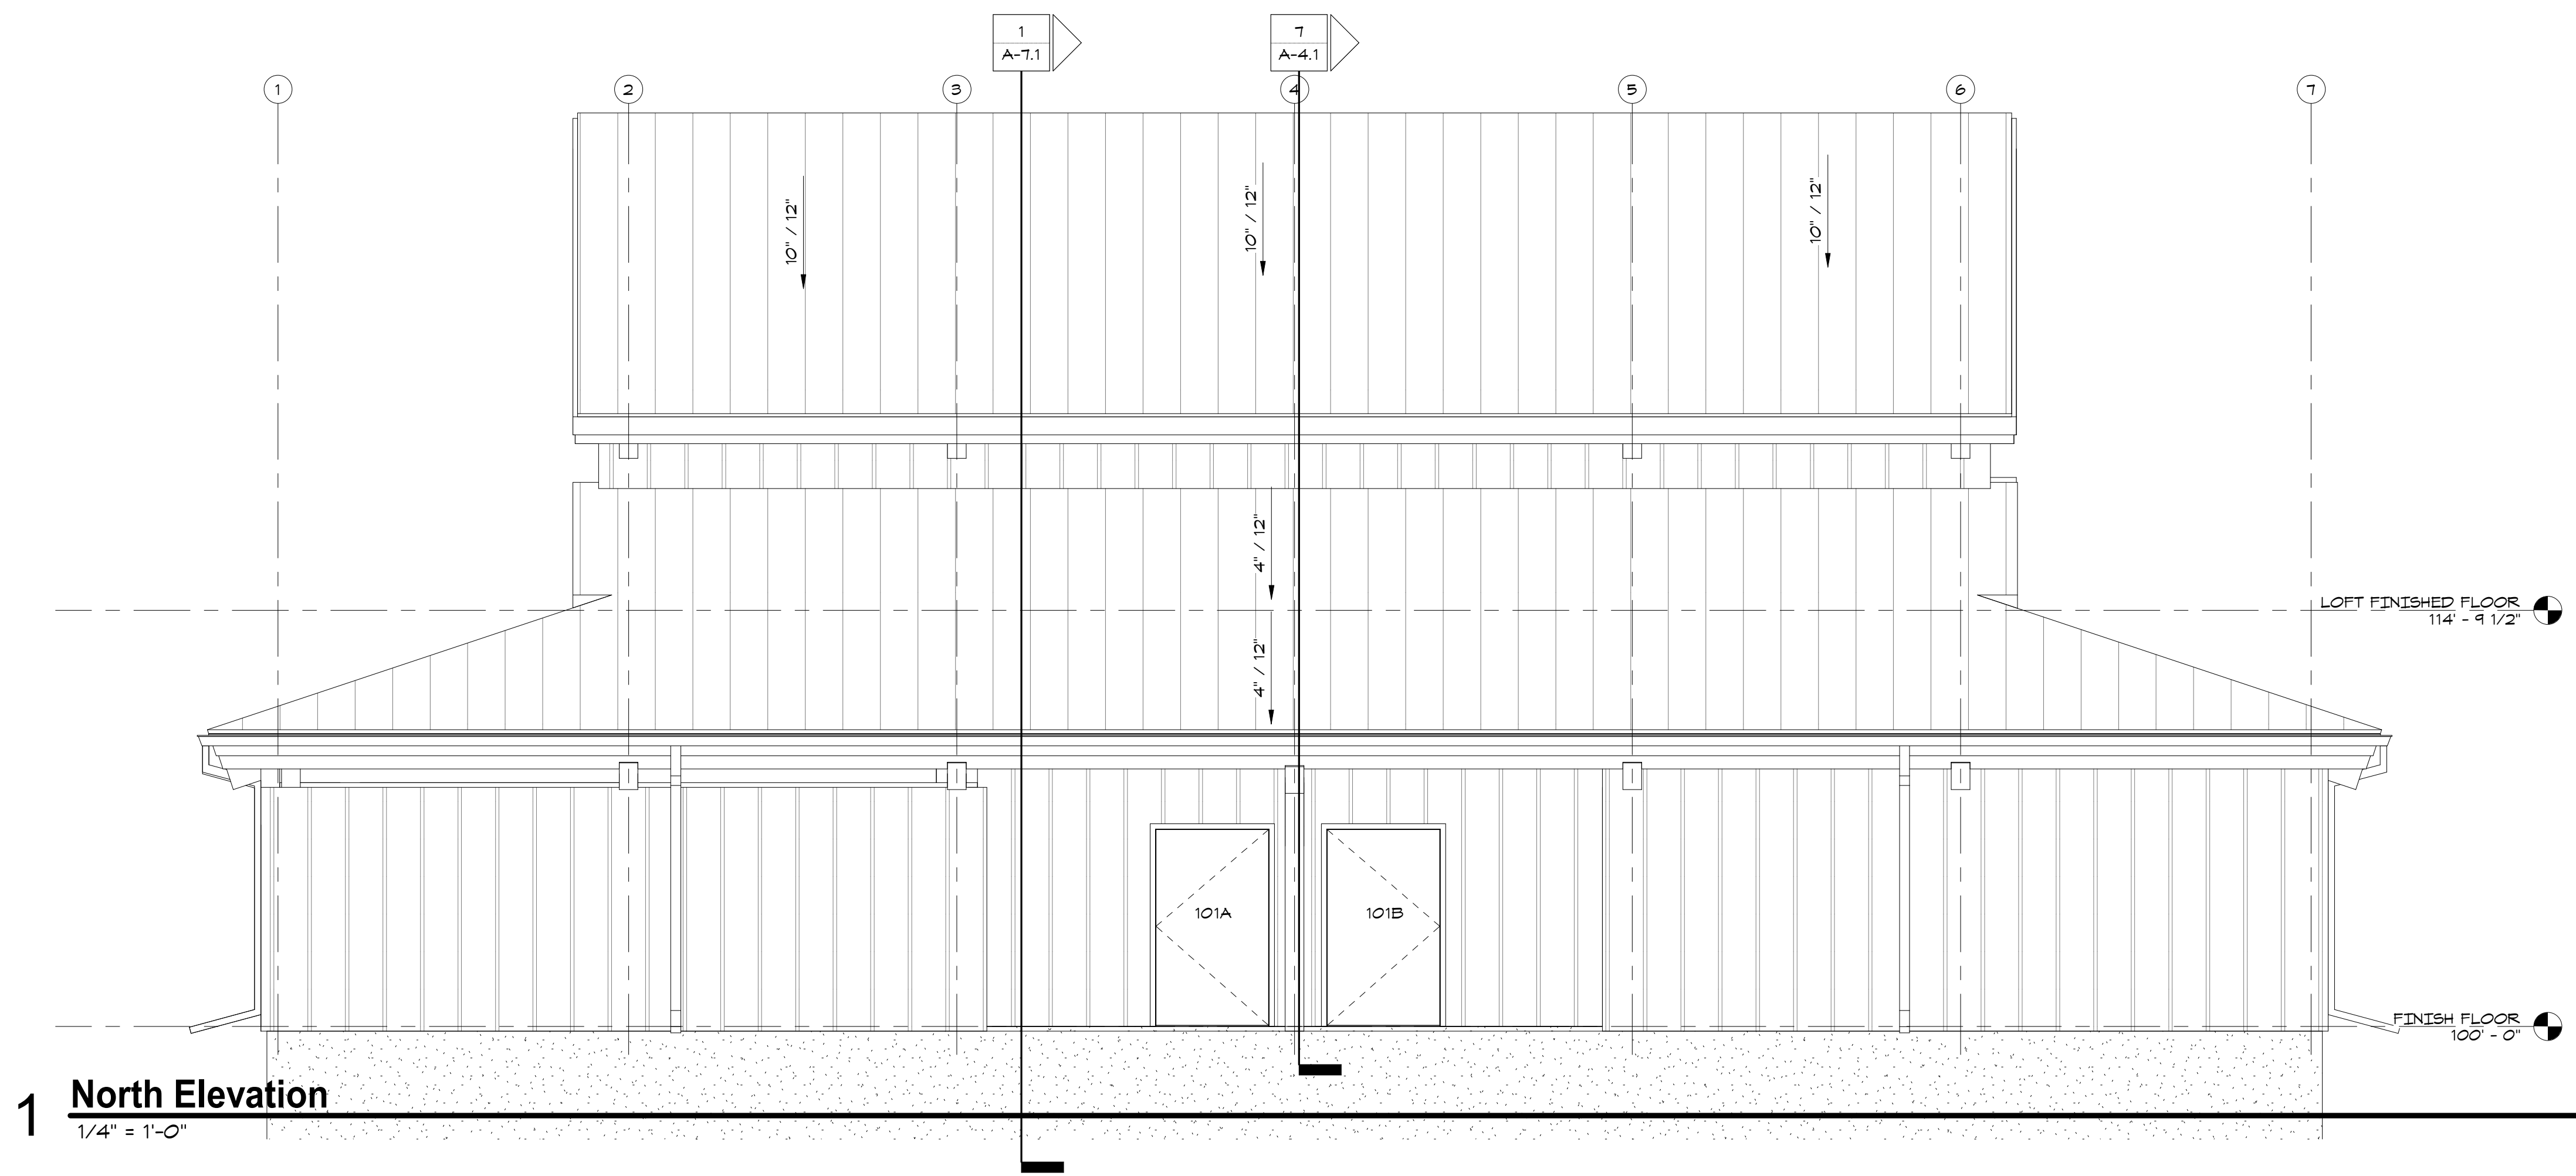 1
A-7.1
7
A-4.1
1
2
3
4
5
6
7
10" / 12"
10" / 12"
10" / 12"
4" / 12"
4" / 12"
LOFT FINISHED FLOOR
114' - 9 1/2"
101A
101B
FINISH FLOOR
100' - 0"
1 North Elevation
1/4" = 1'-0"